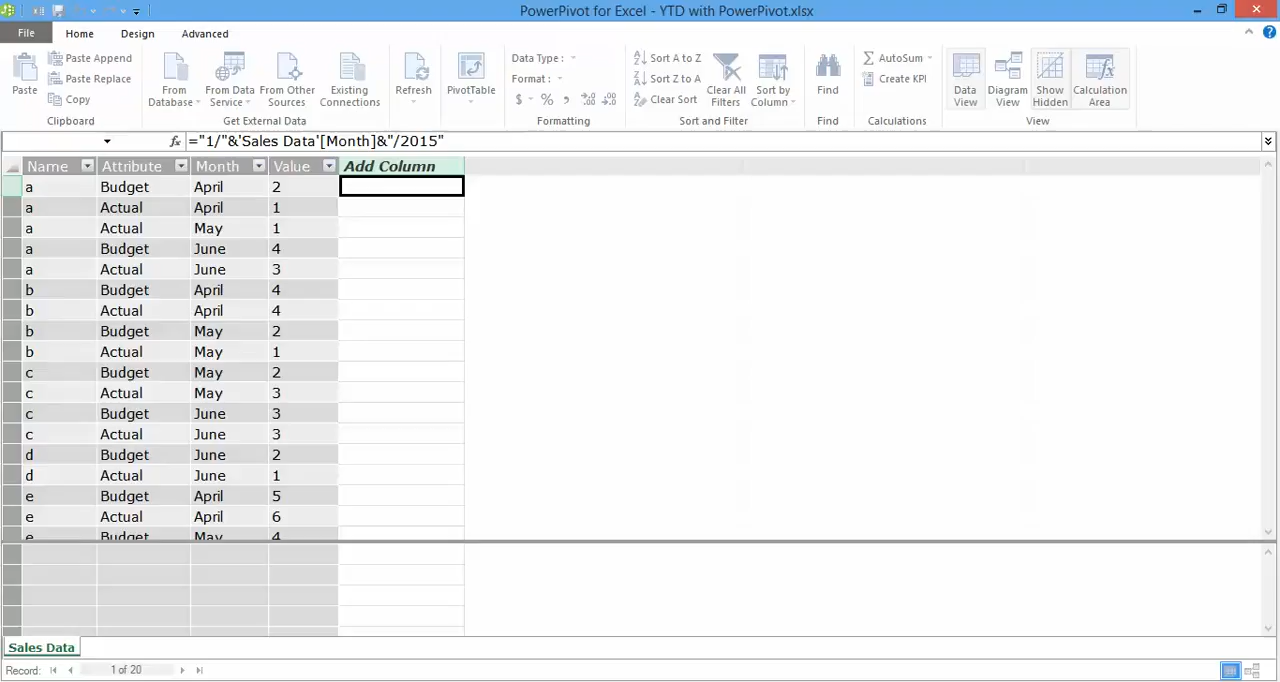 PowerPivot for Excel - YTD with PowerPivot.xlsx
File Home Design Advanced
Paste Paste Append Paste Replace Copy Clipboard
From Database From Data Service From Other Sources Existing Connections Get External Data
Refresh
PivotTable
Data Type : Format : $ % , Formatting
Sort A to Z Sort Z to A Clear Sort Clear All Filters Sort by Column Sort and Filter
Find Find
AutoSum Create KPI Calculations
Data View Diagram View Show Hidden Calculation Area View
fx ="1/"&'Sales Data'[Month]&"/2015"
Name Attribute Month Value Add Column
a Budget April 2
a Actual April 1
a Actual May 1
a Budget June 4
a Actual June 3
b Budget April 4
b Actual April 4
b Budget May 2
b Actual May 1
c Budget May 2
c Actual May 3
c Budget June 3
c Actual June 3
d Budget June 2
d Actual June 1
e Budget April 5
e Actual April 6
e Budget May 4
Sales Data
Record: 1 of 20